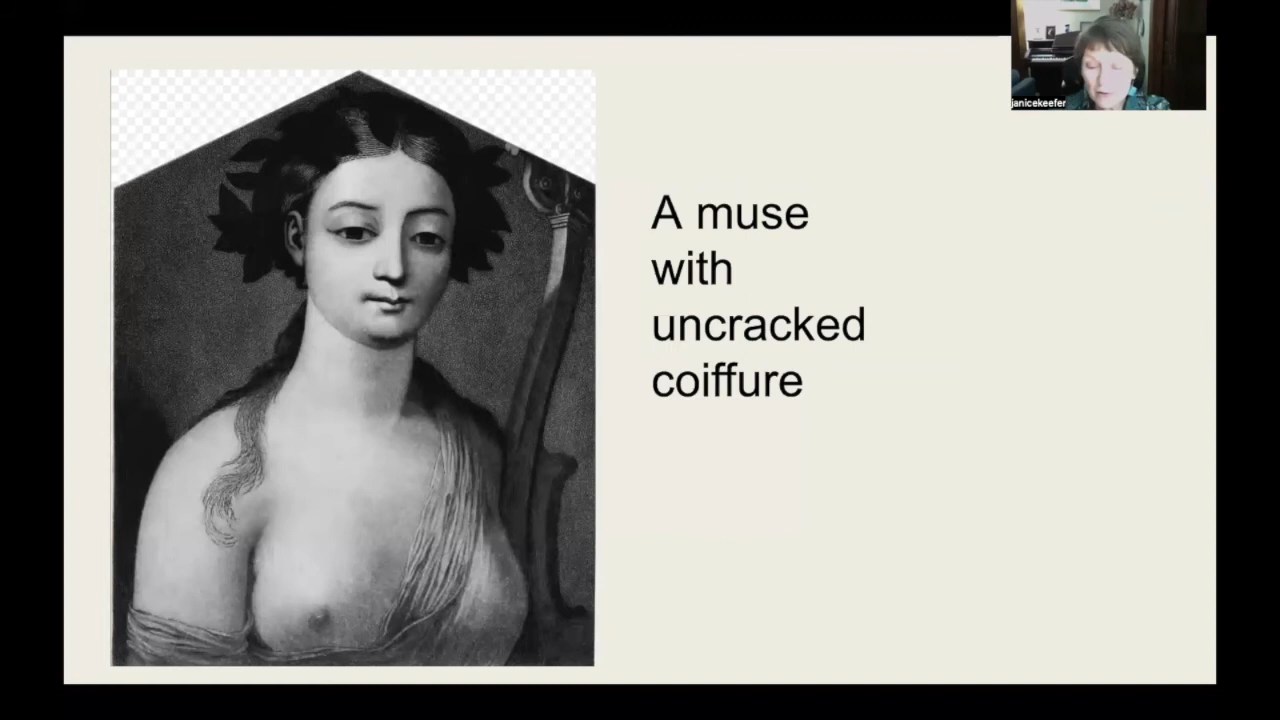 janicekeefer
A muse
with
uncracked
coiffure